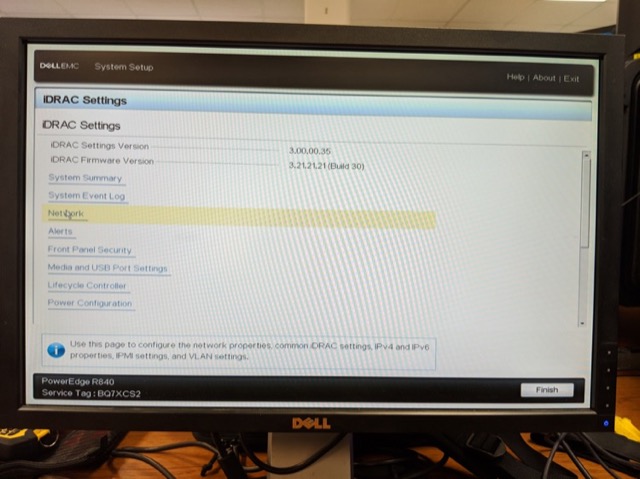 DELLEMC System Setup
Help | About | Exit
iDRAC Settings
iDRAC Settings
iDRAC Settings Version 3.00.00.35
iDRAC Firmware Version 3.21.21.21 (Build 30)
System Summary
System Event Log
Network
Alerts
Front Panel Security
Media and USB Port Settings
Lifecycle Controller
Power Configuration
Use this page to configure the network properties, common iDRAC settings, IPv4 and IPv6
properties, IPMI settings, and VLAN settings.
PowerEdge R840
Service Tag : BQ7XCS2
Finish
DELL